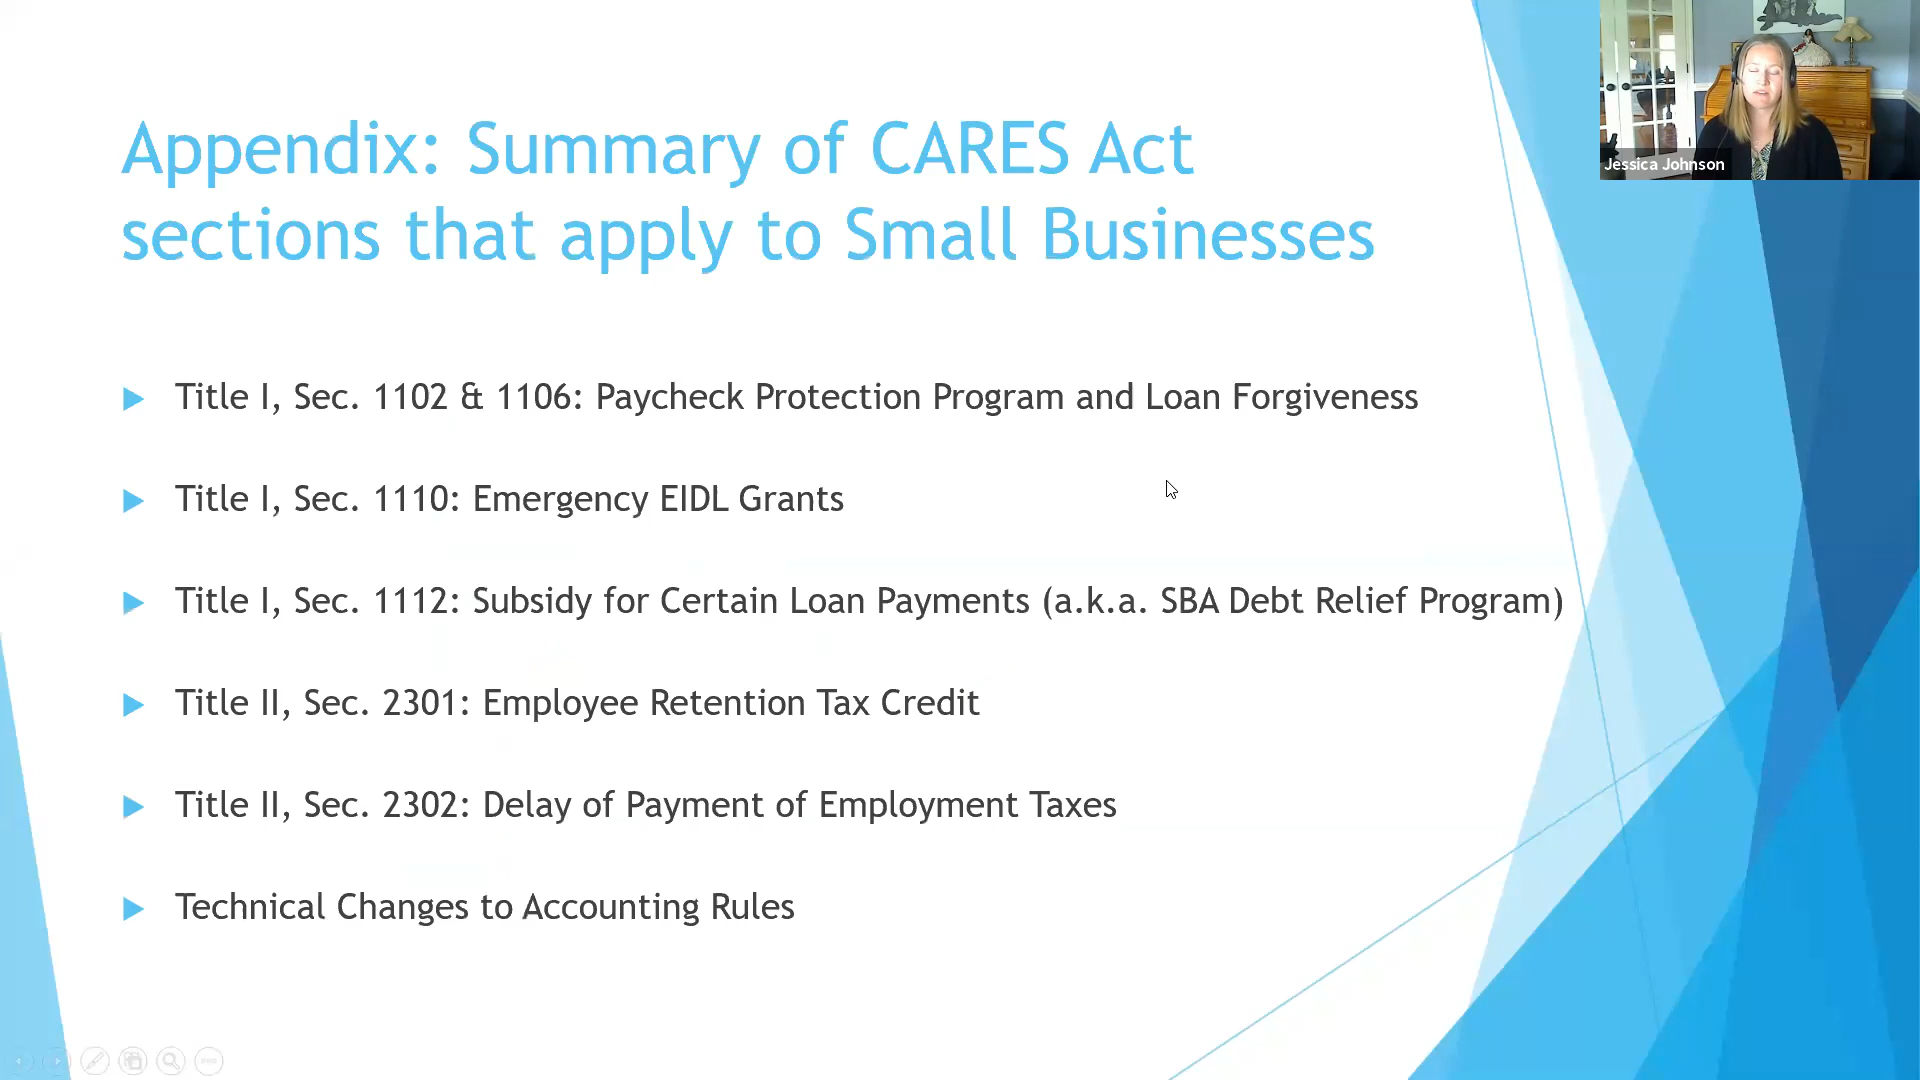 Appendix: Summary of CARES Act
sections that apply to Small Businesses
Jessica Johnson
Title I, Sec. 1102 & 1106: Paycheck Protection Program and Loan Forgiveness
Title I, Sec. 1110: Emergency EIDL Grants
Title I, Sec. 1112: Subsidy for Certain Loan Payments (a.k.a. SBA Debt Relief Program)
Title II, Sec. 2301: Employee Retention Tax Credit
Title II, Sec. 2302: Delay of Payment of Employment Taxes
Technical Changes to Accounting Rules